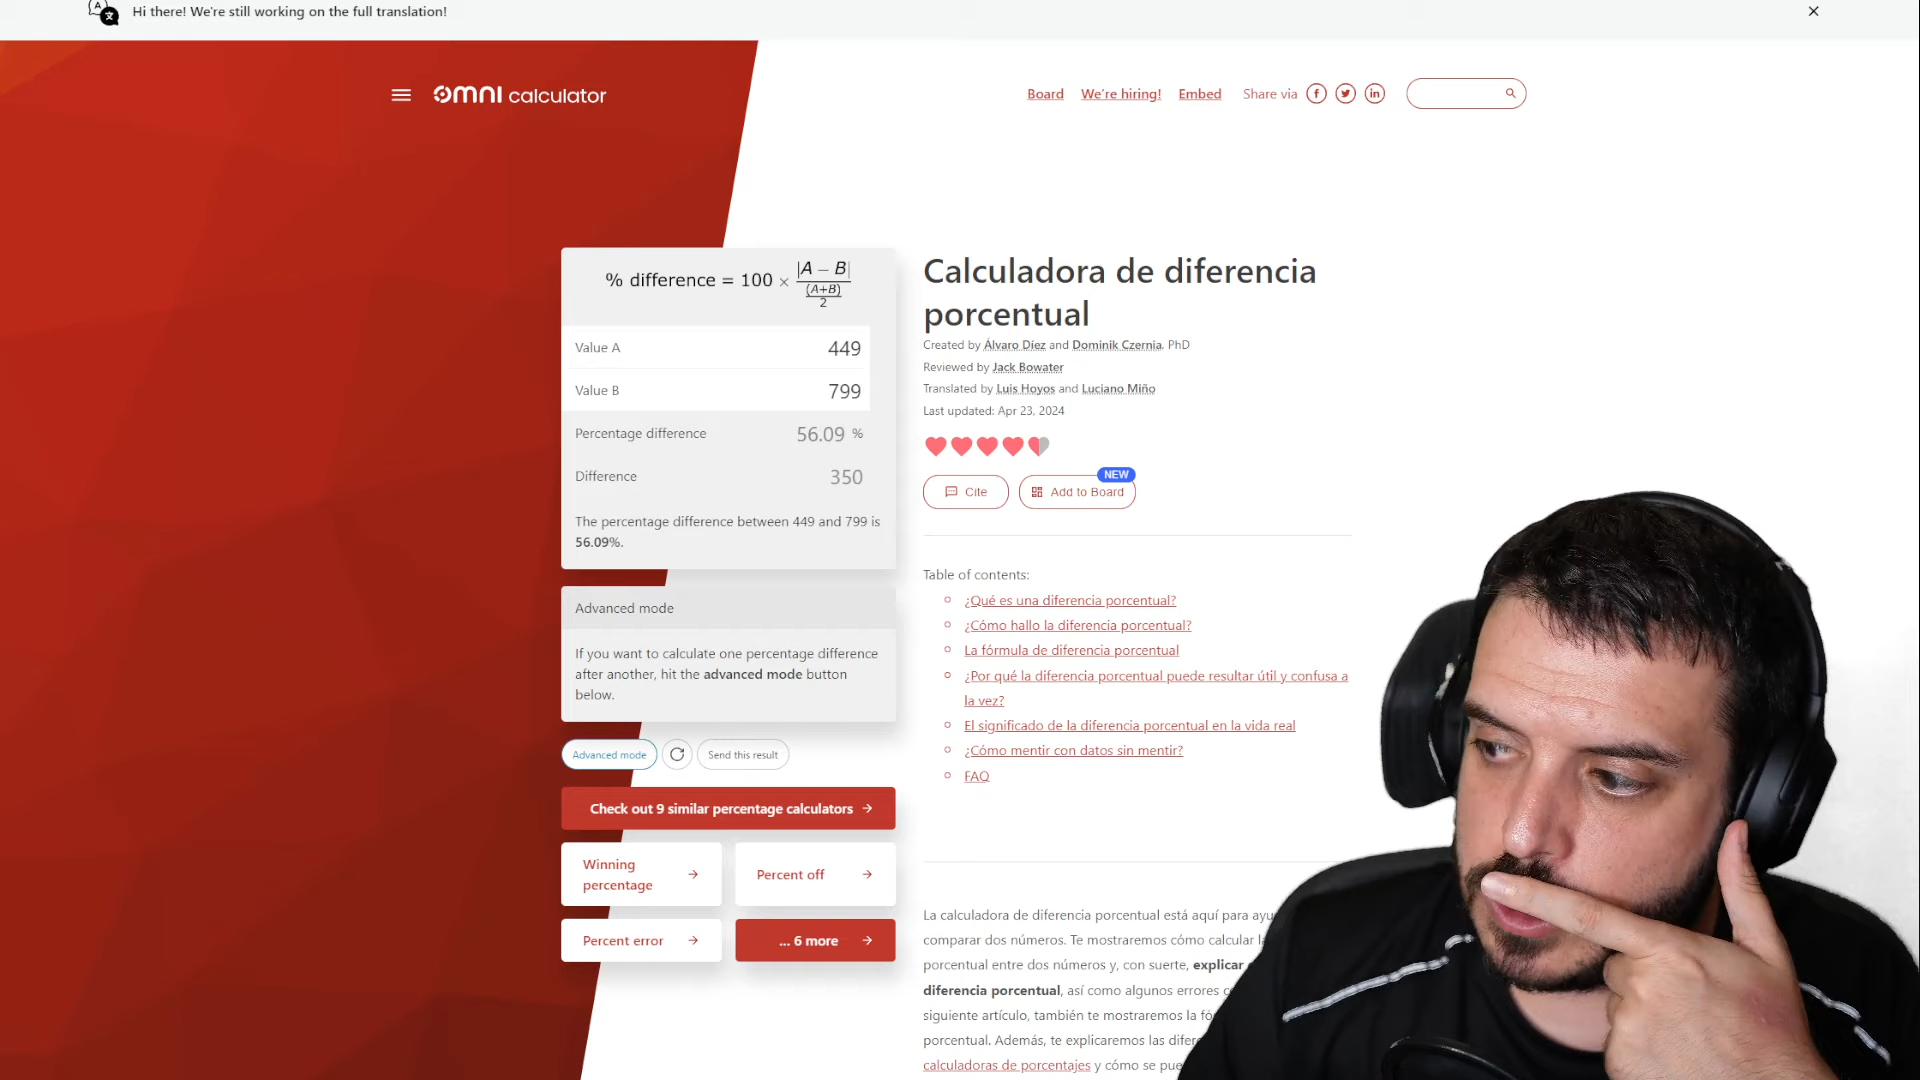 Hi there! We're still working on the full translation!
OMNI calculator
Board We're hiring! Embed Share via
% difference = 100 × |A − B| / ((A+B) / 2)
Value A 449
Value B 799
Percentage difference 56.09 %
Difference 350
The percentage difference between 449 and 799 is
56.09%.
Advanced mode
If you want to calculate one percentage difference
after another, hit the advanced mode button
below.
Advanced mode Send this result
Check out 9 similar percentage calculators
Winning
percentage
Percent off
Percent error
... 6 more
Calculadora de diferencia
porcentual
Created by Álvaro Díez and Dominik Czernia, PhD
Reviewed by Jack Bowater
Translated by Luis Hoyos and Luciano Miño
Last updated: Apr 23, 2024
NEW
Cite Add to Board
Table of contents:
¿Qué es una diferencia porcentual?
¿Cómo hallo la diferencia porcentual?
La fórmula de diferencia porcentual
¿Por qué la diferencia porcentual puede resultar útil y confusa a
la vez?
El significado de la diferencia porcentual en la vida real
¿Cómo mentir con datos sin mentir?
FAQ
La calculadora de diferencia porcentual está aquí para
comparar dos números. Te mostraremos cómo calcular
porcentual entre dos números y, con suerte, explicar
diferencia porcentual, así como algunos errores
siguiente artículo, también te mostraremos la
porcentual. Además, te explicaremos las
calculadoras de porcentajes y cómo se